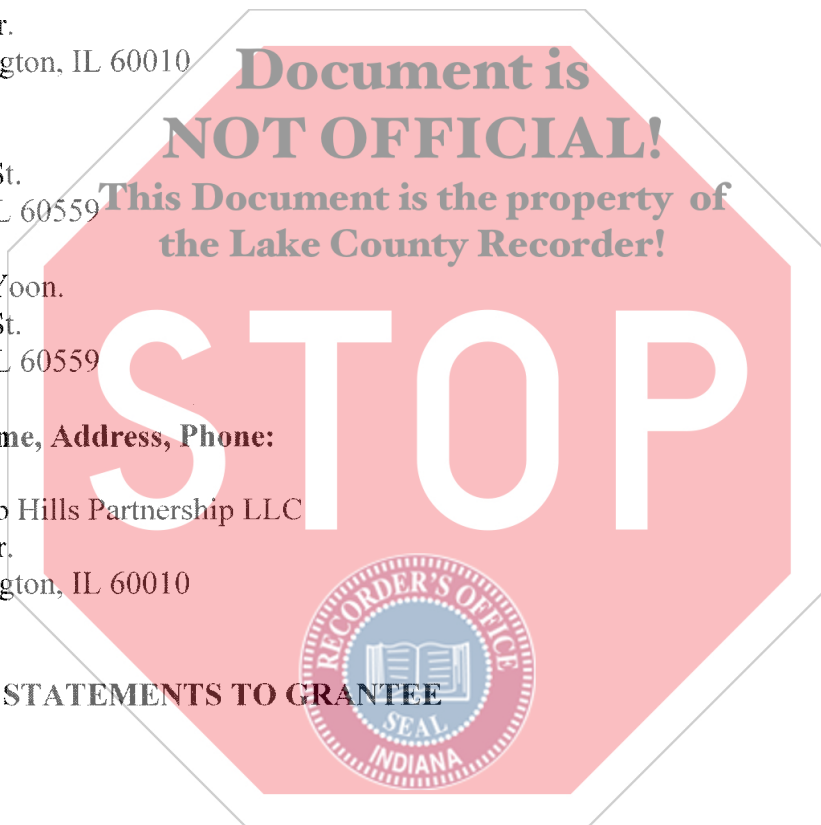 r.
gton, IL 60010
Document is
NOT OFFICIAL!
St.
This Document is the property of
L 60559
the Lake County Recorder!
Yoon.
St.
L 60559
STOP
me, Address, Phone:
o Hills Partnership LLC
r.
gton, IL 60010
STATEMENTS TO GRANTEE
RECORDER'S OFFICE
SEAL
INDIANA